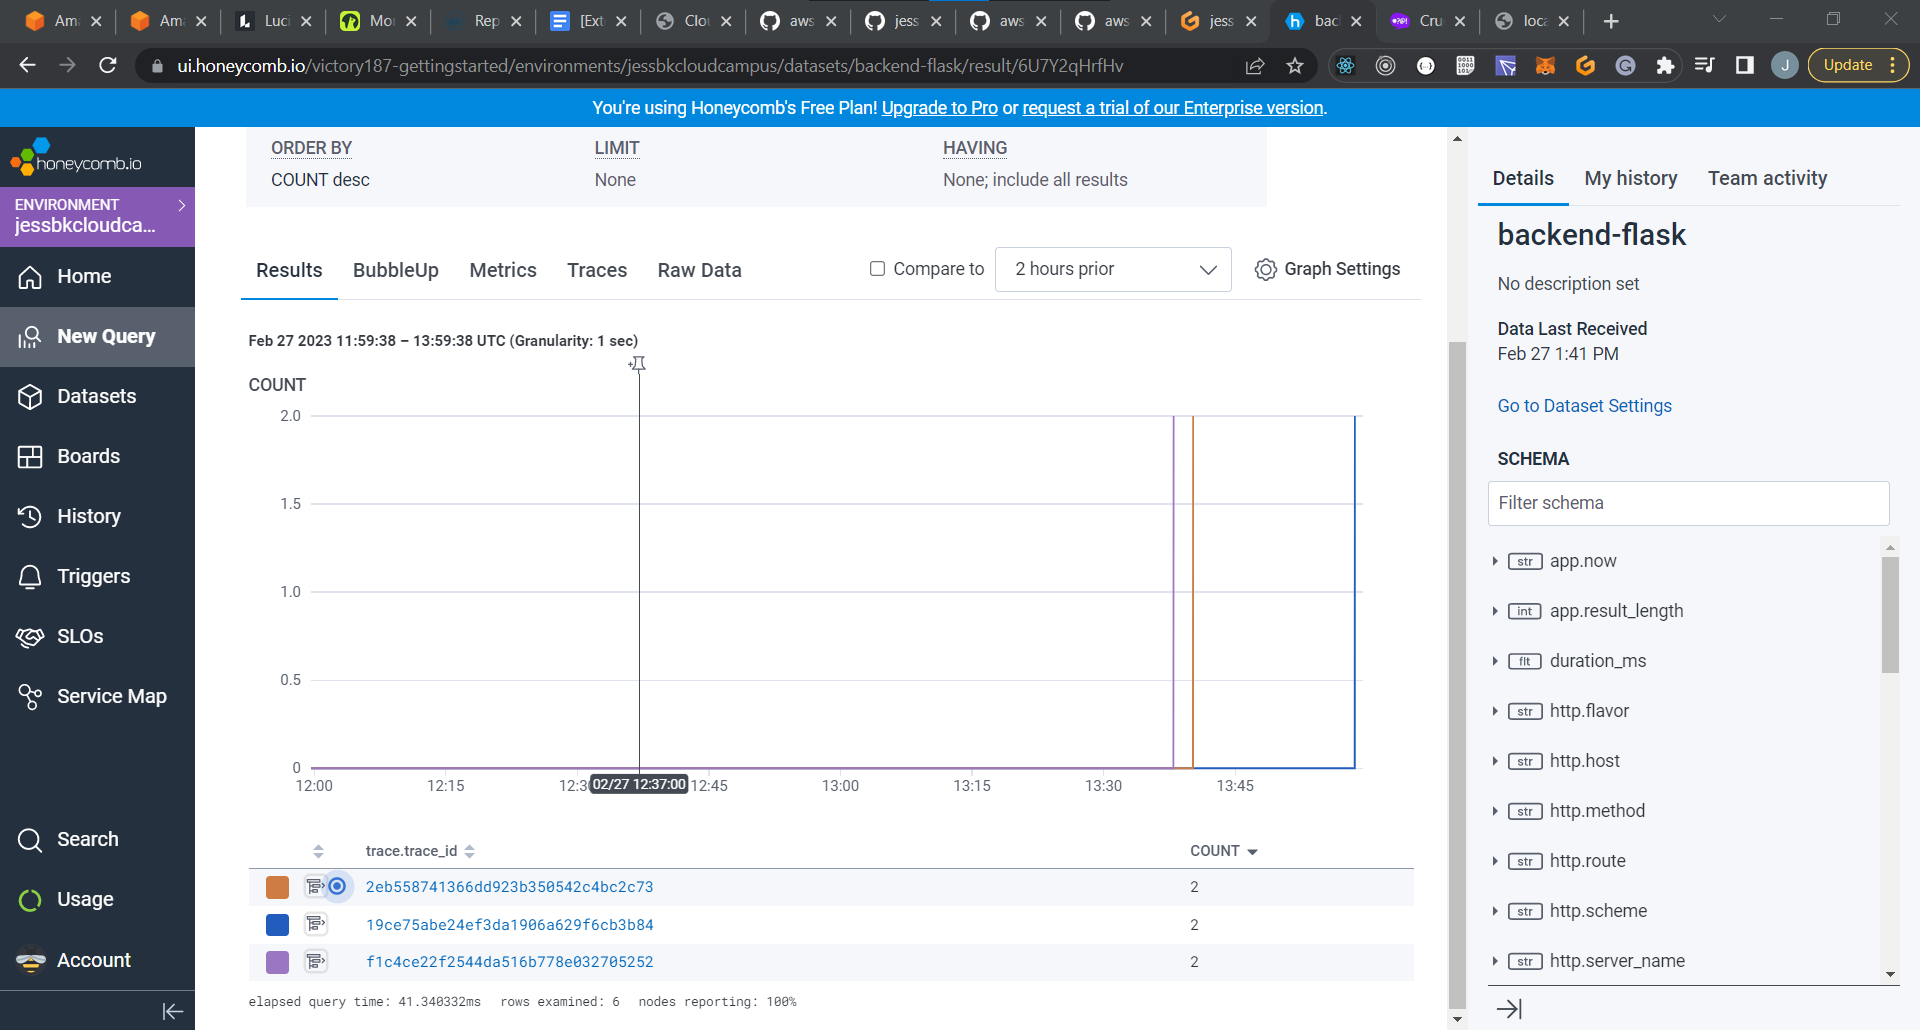 Ama
Ama
Luci
Mo
Rep
[Ext
Clou
aws
jess
aws
aws
jess
bac
Cru
loca
ui.honeycomb.io/victory187-gettingstarted/environments/jessbkcloudcampus/datasets/backend-flask/result/6U7Y2qHrfHv
J
Update
You're using Honeycomb's Free Plan! Upgrade to Pro or request a trial of our Enterprise version.
honeycomb.io
ENVIRONMENT
jessbkcloudca...
Home
New Query
Datasets
Boards
History
Triggers
SLOs
Service Map
Search
Usage
Account
ORDER BY
LIMIT
HAVING
COUNT desc
None
None; include all results
Results
BubbleUp
Metrics
Traces
Raw Data
Compare to
2 hours prior
Graph Settings
Feb 27 2023 11:59:38 – 13:59:38 UTC (Granularity: 1 sec)
COUNT
2.0
1.5
1.0
0.5
0
12:00
12:15
12:3
02/27 12:37:00
12:45
13:00
13:15
13:30
13:45
trace.trace_id
COUNT
2eb558741366dd923b350542c4bc2c73
2
19ce75abe24ef3da1906a629f6cb3b84
2
f1c4ce22f2544da516b778e032705252
2
elapsed query time: 41.340332ms rows examined: 6 nodes reporting: 100%
Details
My history
Team activity
backend-flask
No description set
Data Last Received
Feb 27 1:41 PM
Go to Dataset Settings
SCHEMA
Filter schema
str app.now
int app.result_length
flt duration_ms
str http.flavor
str http.host
str http.method
str http.route
str http.scheme
str http.server_name